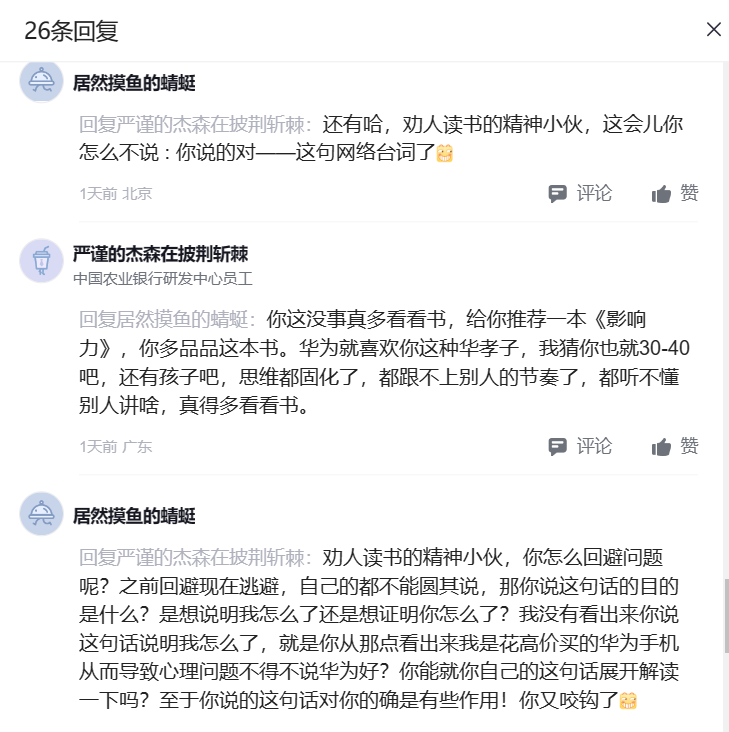 26条回复
居然摸鱼的蜻蜓
回复严谨的杰森在披荆斩棘：还有哈，劝人读书的精神小伙，这会儿你
怎么不说：你说的对——这句网络台词了
1天前 北京
评论 赞
严谨的杰森在披荆斩棘
中国农业银行研发中心员工
回复居然摸鱼的蜻蜓：你这没事真多看看书，给你推荐一本《影响
力》，你多品品这本书。华为就喜欢你这种华孝子，我猜你也就30-40
吧，还有孩子吧，思维都固化了，都跟不上别人的节奏了，都听不懂
别人讲啥，真得多看看书。
1天前 广东
评论 赞
居然摸鱼的蜻蜓
回复严谨的杰森在披荆斩棘：劝人读书的精神小伙，你怎么回避问题
呢？之前回避现在逃避，自己的都不能圆其说，那你说这句话的目的
是什么？是想说明我怎么了还是想证明你怎么了？我没有看出来你说
这句话说明我怎么了，就是你从那点看出来我是花高价买的华为手机
从而导致心理问题不得不说华为好？你能就你自己的这句话展开解读
一下吗？至于你说的这句话对你的确是有些作用！你又咬钩了